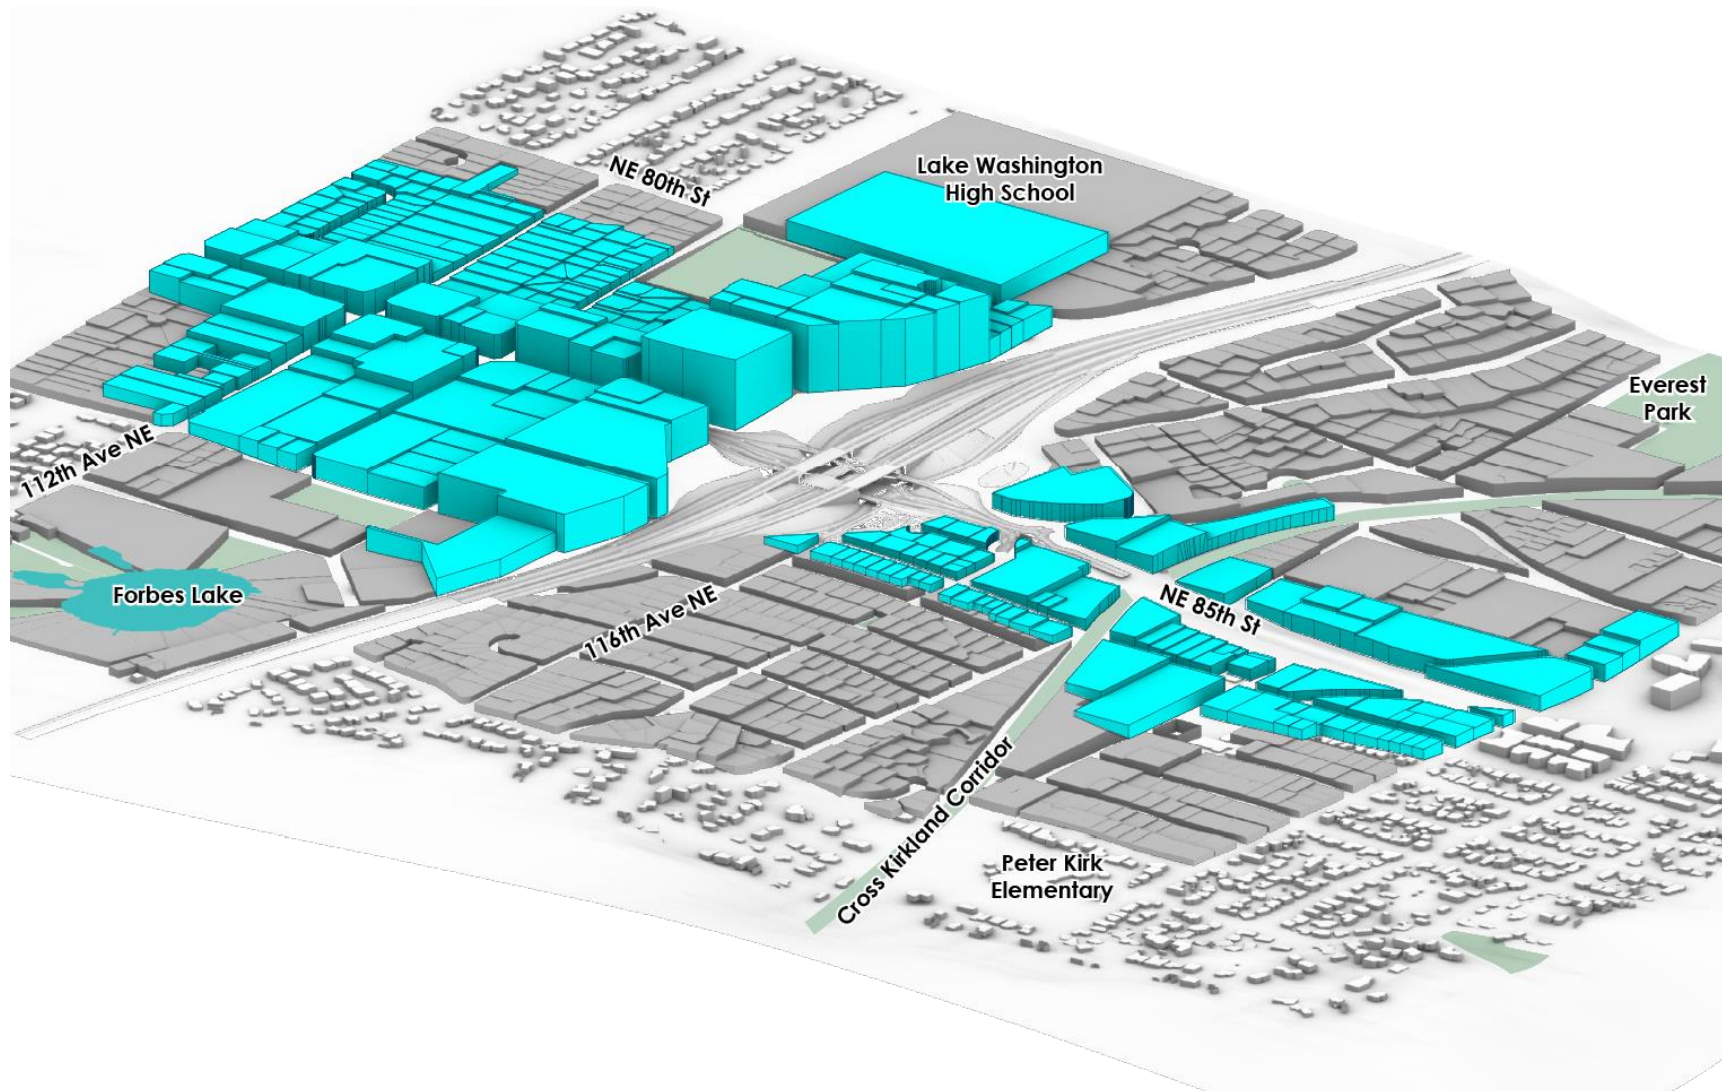 NE 80th St
Lake Washington
High School
Everest
Park
112th Ave NE
Forbes Lake
116th Ave NE
NE 85th St
Cross Kirkland Corridor
Peter Kirk
Elementary